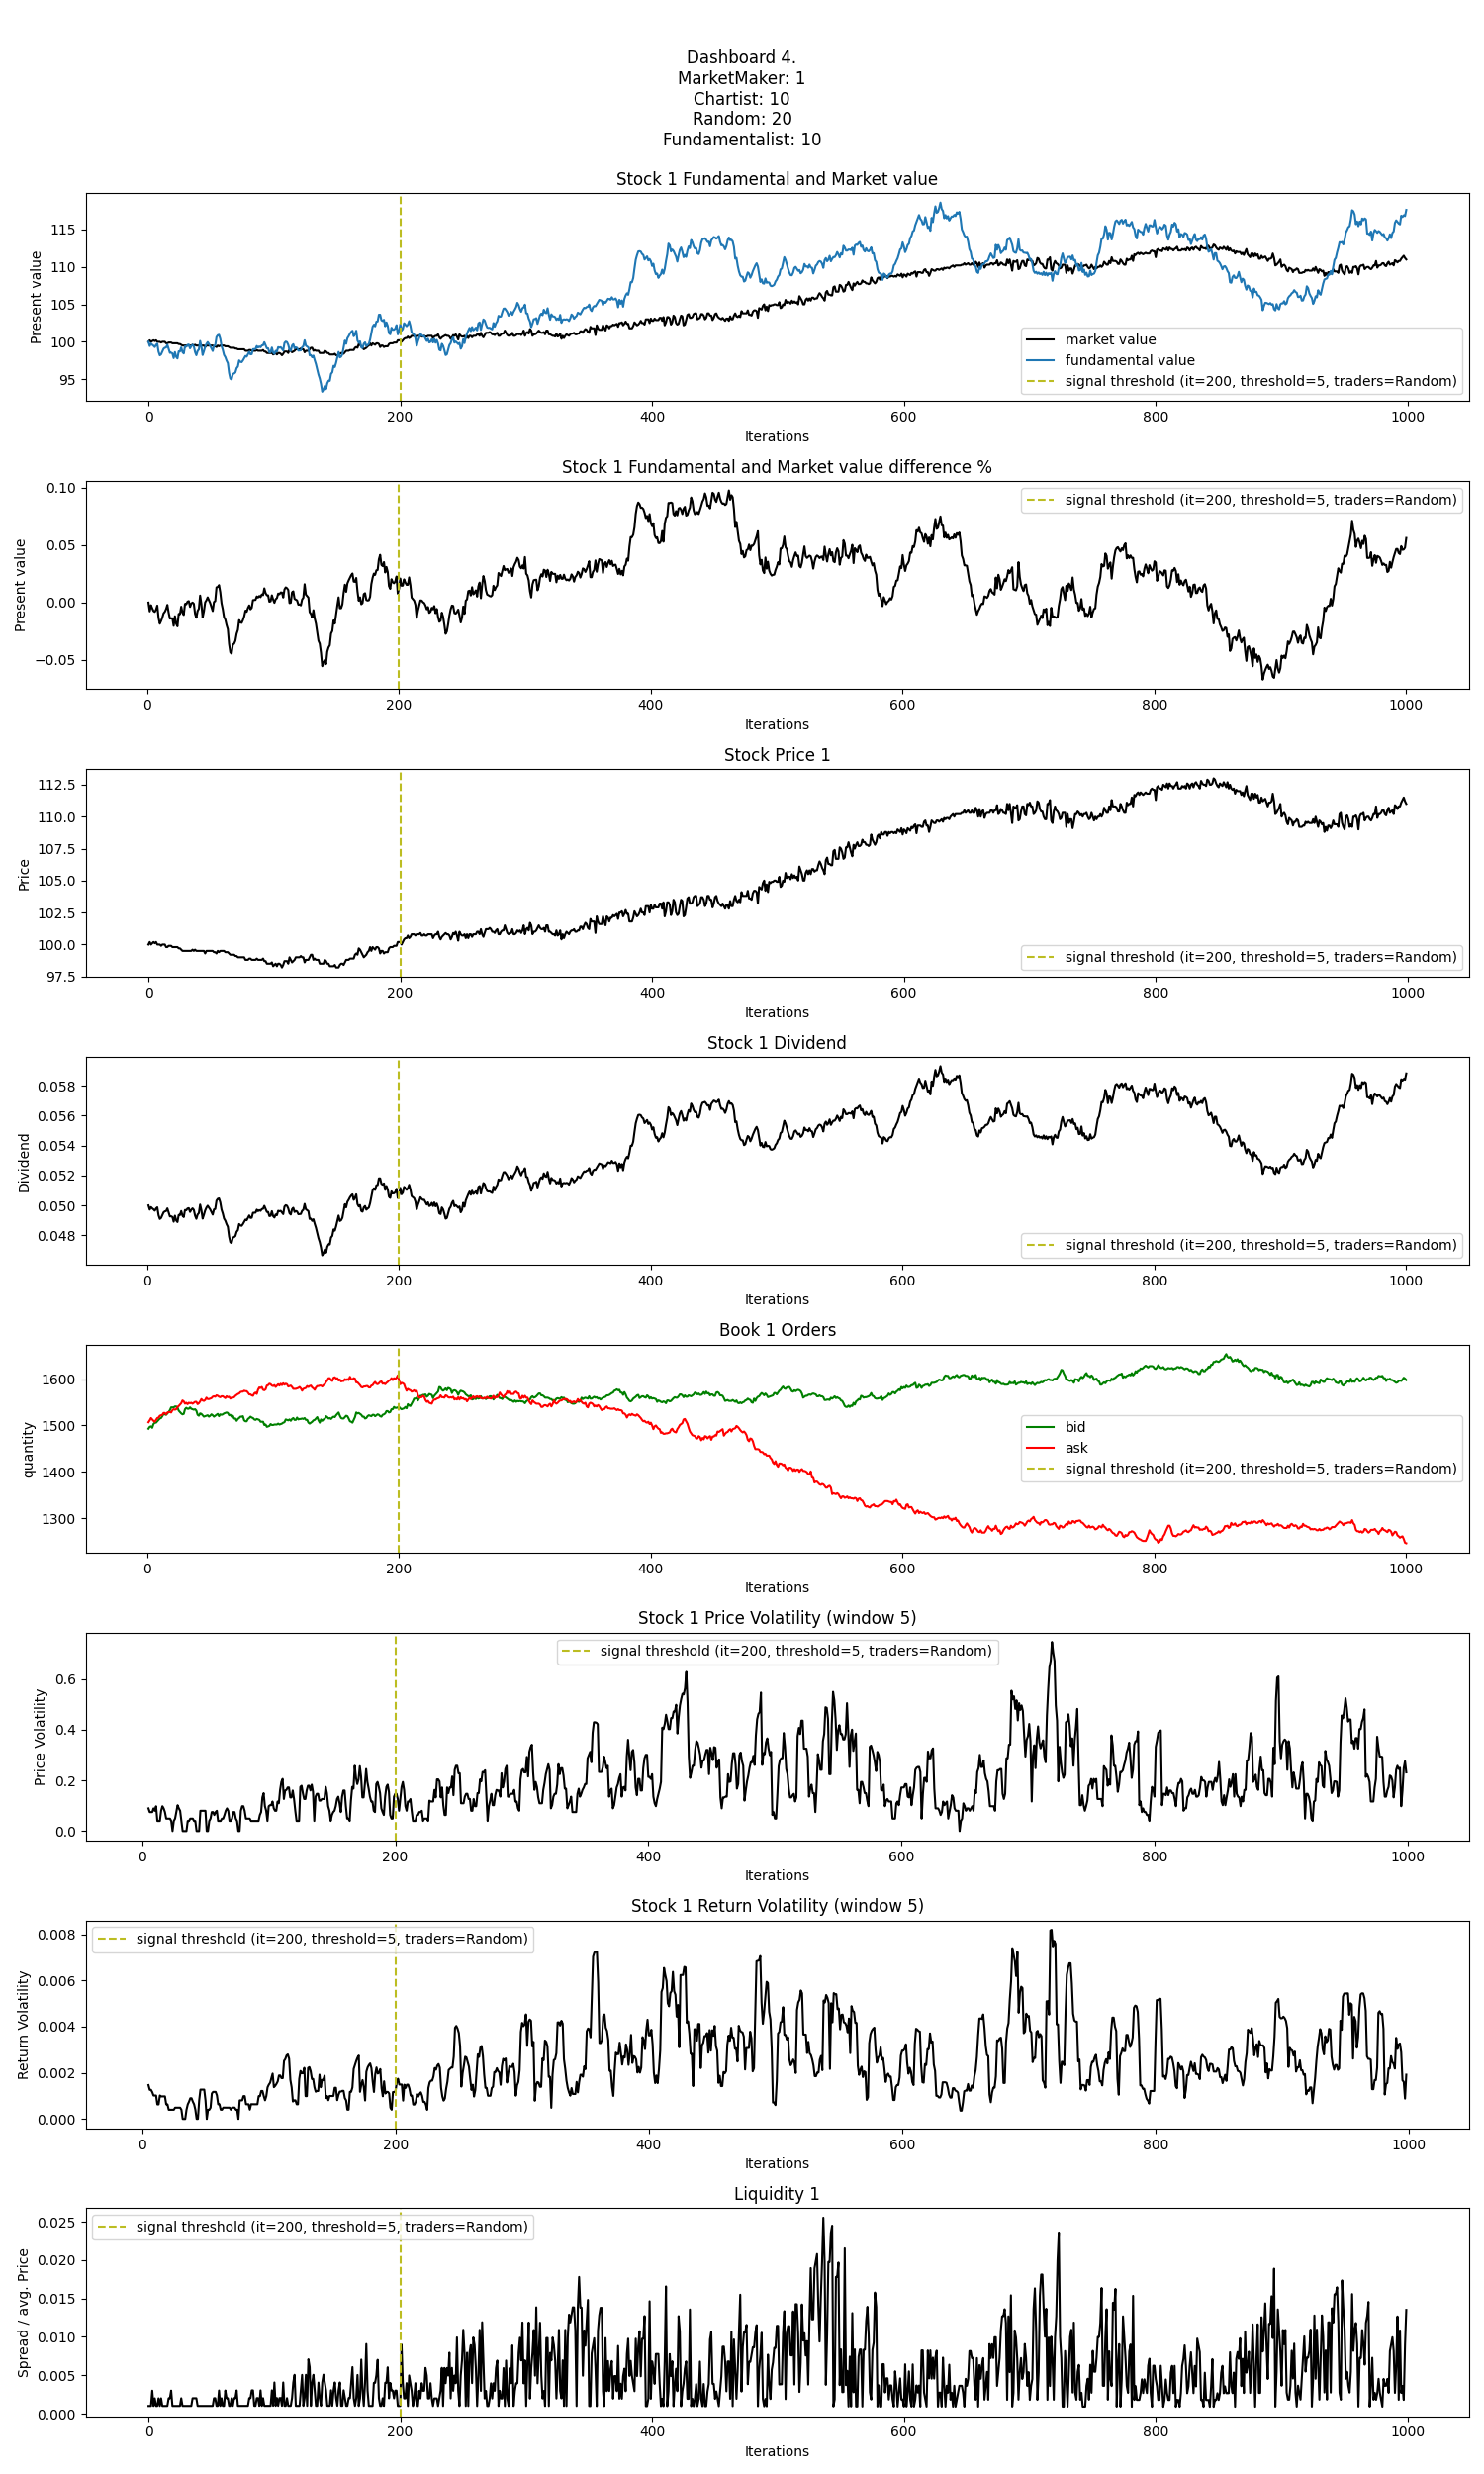 Dashboard 4.
MarketMaker: 1
Chartist: 10
Random: 20
Fundamentalist: 10
Stock 1 Fundamental and Market value
Present value
115
110
105
100
95
market value
fundamental value
signal threshold (it=200, threshold=5, traders=Random)
0 200 400 600 800 1000
Iterations
Stock 1 Fundamental and Market value difference %
Present value
0.10
0.05
0.00
−0.05
signal threshold (it=200, threshold=5, traders=Random)
0 200 400 600 800 1000
Iterations
Stock Price 1
Price
112.5
110.0
107.5
105.0
102.5
100.0
97.5
signal threshold (it=200, threshold=5, traders=Random)
0 200 400 600 800 1000
Iterations
Stock 1 Dividend
Dividend
0.058
0.056
0.054
0.052
0.050
0.048
signal threshold (it=200, threshold=5, traders=Random)
0 200 400 600 800 1000
Iterations
Book 1 Orders
quantity
1600
1500
1400
1300
bid
ask
signal threshold (it=200, threshold=5, traders=Random)
0 200 400 600 800 1000
Iterations
Stock 1 Price Volatility (window 5)
Price Volatility
0.6
0.4
0.2
0.0
signal threshold (it=200, threshold=5, traders=Random)
0 200 400 600 800 1000
Iterations
Stock 1 Return Volatility (window 5)
Return Volatility
0.008
0.006
0.004
0.002
0.000
signal threshold (it=200, threshold=5, traders=Random)
0 200 400 600 800 1000
Iterations
Liquidity 1
Spread / avg. Price
0.025
0.020
0.015
0.010
0.005
0.000
signal threshold (it=200, threshold=5, traders=Random)
0 200 400 600 800 1000
Iterations